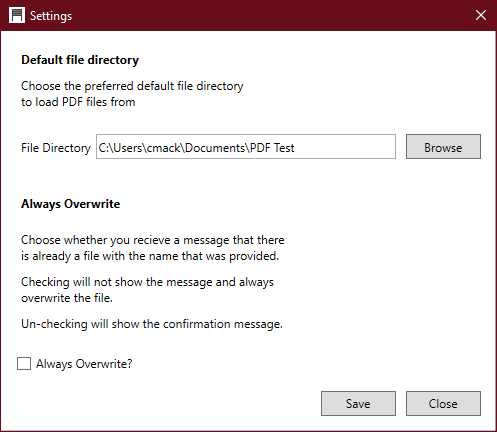 Settings
Default file directory
Choose the preferred default file directory
to load PDF files from
File Directory C:\Users\cmack\Documents\PDF Test Browse
Always Overwrite
Choose whether you recieve a message that there
is already a file with the name that was provided.
Checking will not show the message and always
overwrite the file.
Un-checking will show the confirmation message.
Always Overwrite?
Save Close